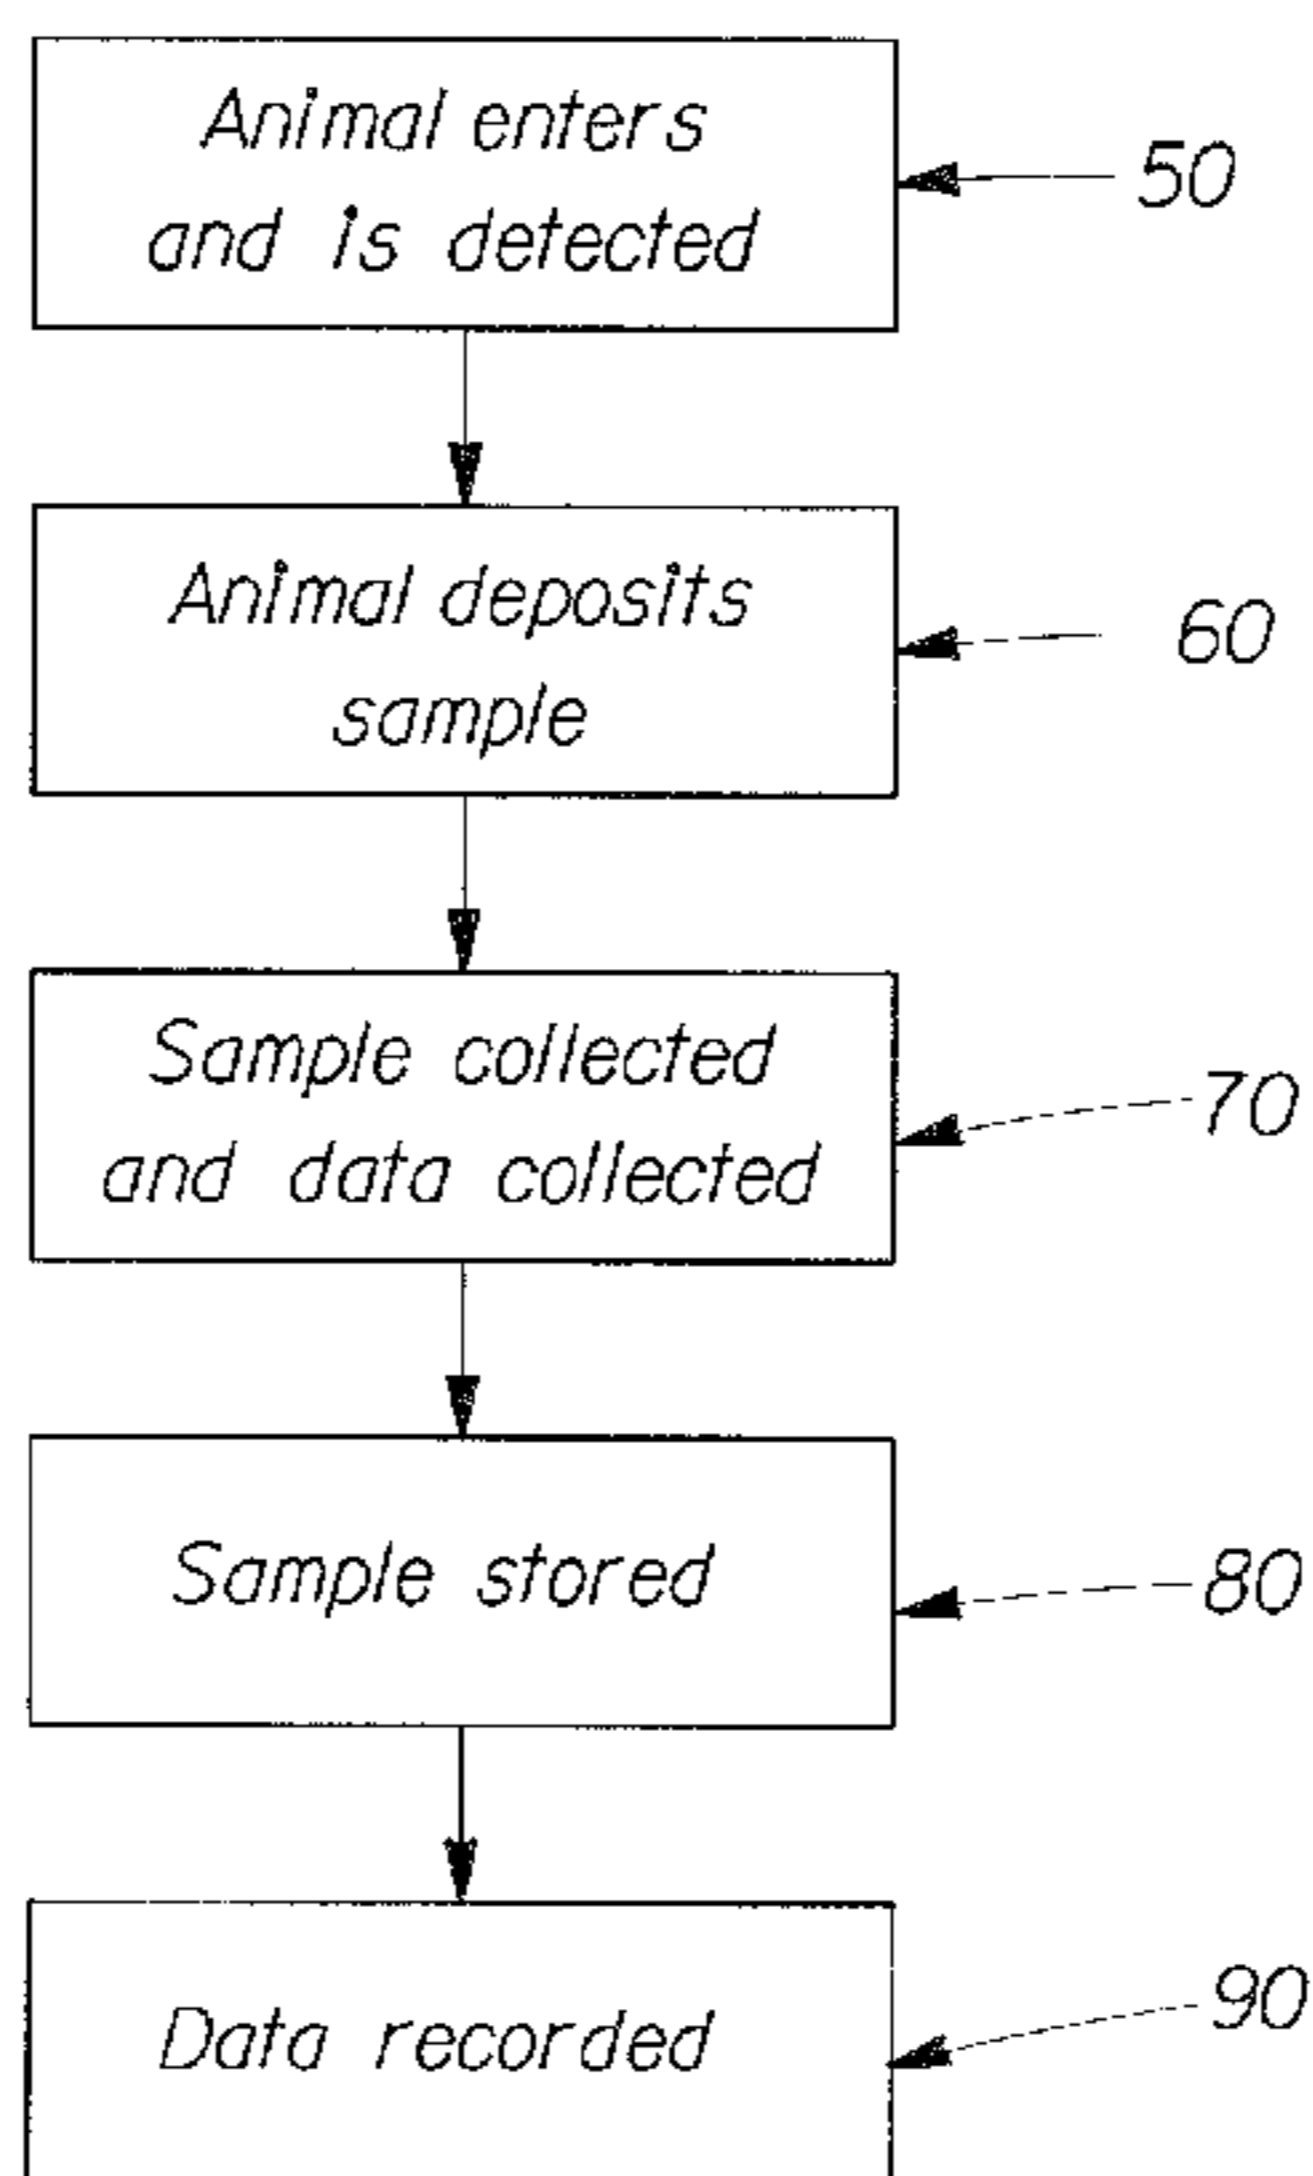 Animal enters
and is detected
50
Animal deposits
sample
60
Sample collected
and data collected
70
Sample stored
80
Data recorded
90